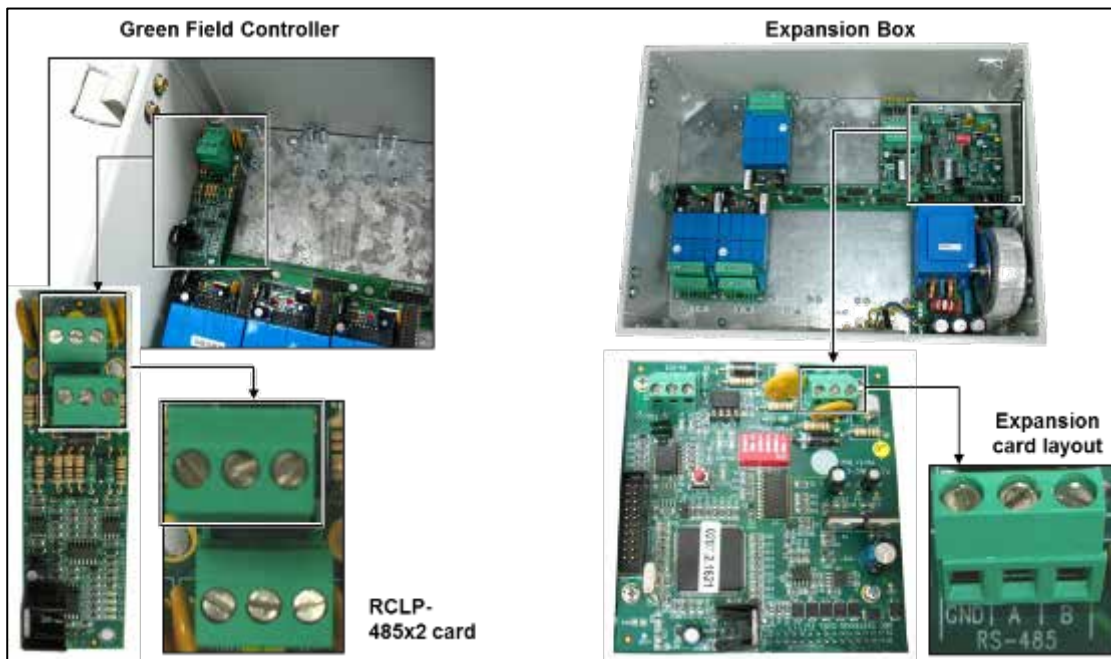 Green Field Controller
Expansion Box
Expansion
card layout
RCLP-
485x2 card
GND A B
RS-485